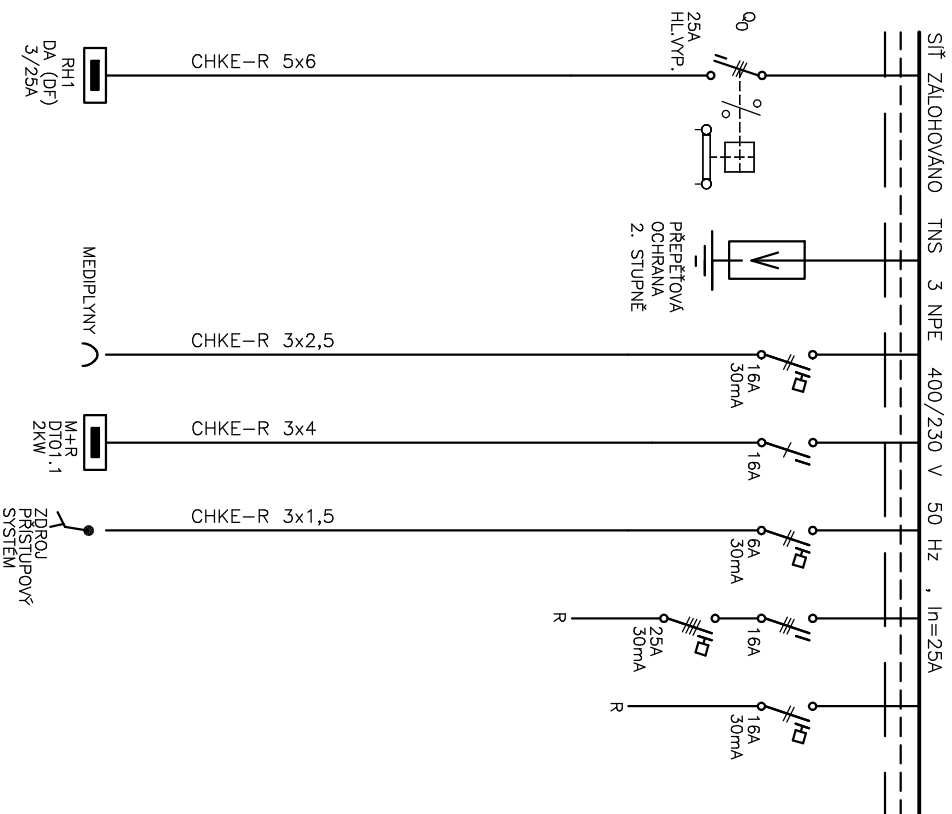 SÍŤ ZÁLOHOVÁNO TNS 3 NPE 400/230 V 50 Hz , In=25A
Q0
25A
HL.VYP.
CHKE-R 5x6
RH1
DA (DF)
3/25A
PŘEPĚŤOVÁ
OCHRANA
2. STUPNĚ
16A
30mA
CHKE-R 3x2,5
MEDIPLYNY
16A
CHKE-R 3x4
M+R
DT01.1
2KW
6A
30mA
CHKE-R 3x1,5
ZDROJ
PŘÍSTUPOVÝ
SYSTÉM
16A
25A
30mA
R
16A
30mA
R